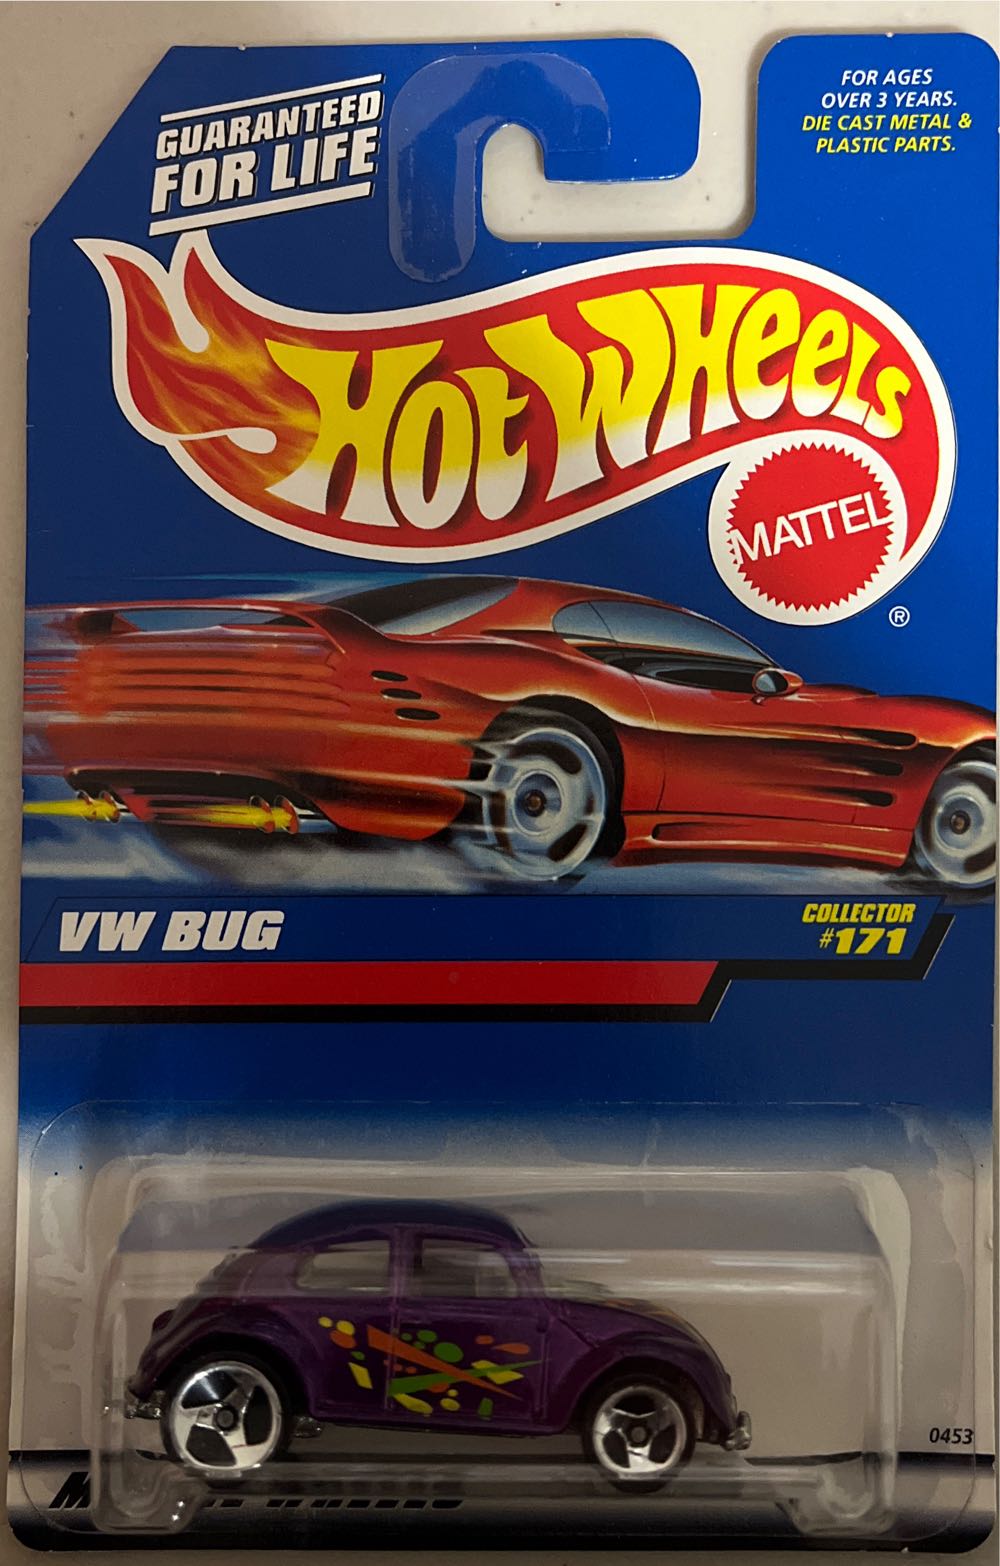 GUARANTEED
FOR LIFE
FOR AGES
OVER 3 YEARS.
DIE CAST METAL &
PLASTIC PARTS.
HOT WHEELS
MATTEL
®
VW BUG
COLLECTOR
#171
0453